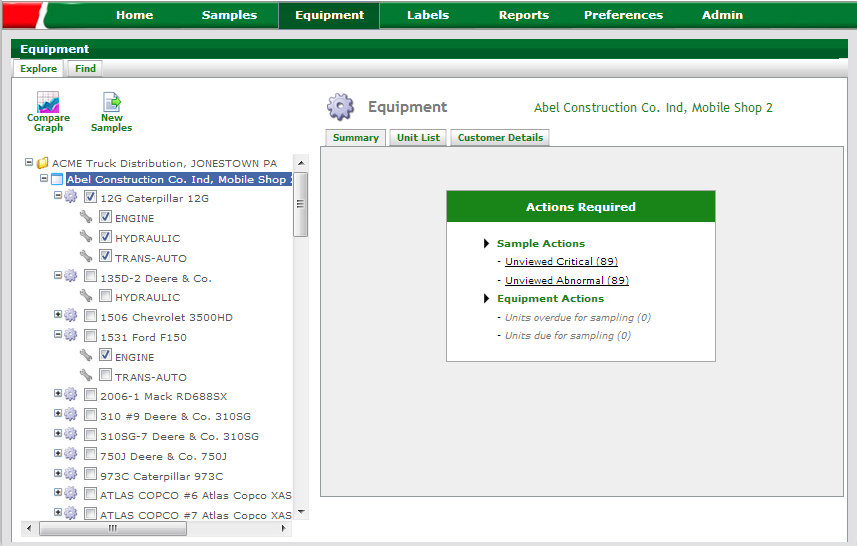 Home Samples Equipment Labels Reports Preferences Admin
Equipment
Explore Find
Compare Graph
New Samples
ACME Truck Distribution, JONESTOWN PA
Abel Construction Co. Ind, Mobile Shop
12G Caterpillar 12G
ENGINE
HYDRAULIC
TRANS-AUTO
135D-2 Deere & Co.
HYDRAULIC
1506 Chevrolet 3500HD
1531 Ford F150
ENGINE
TRANS-AUTO
2006-1 Mack RD688SX
310 #9 Deere & Co. 310SG
310SG-7 Deere & Co. 310SG
750J Deere & Co. 750J
973C Caterpillar 973C
ATLAS COPCO #6 Atlas Copco XAS
ATLAS COPCO #7 Atlas Copco XAS
Equipment
Abel Construction Co. Ind, Mobile Shop 2
Summary Unit List Customer Details
Actions Required
Sample Actions
- Unviewed Critical (89)
- Unviewed Abnormal (89)
Equipment Actions
- Units overdue for sampling (0)
- Units due for sampling (0)